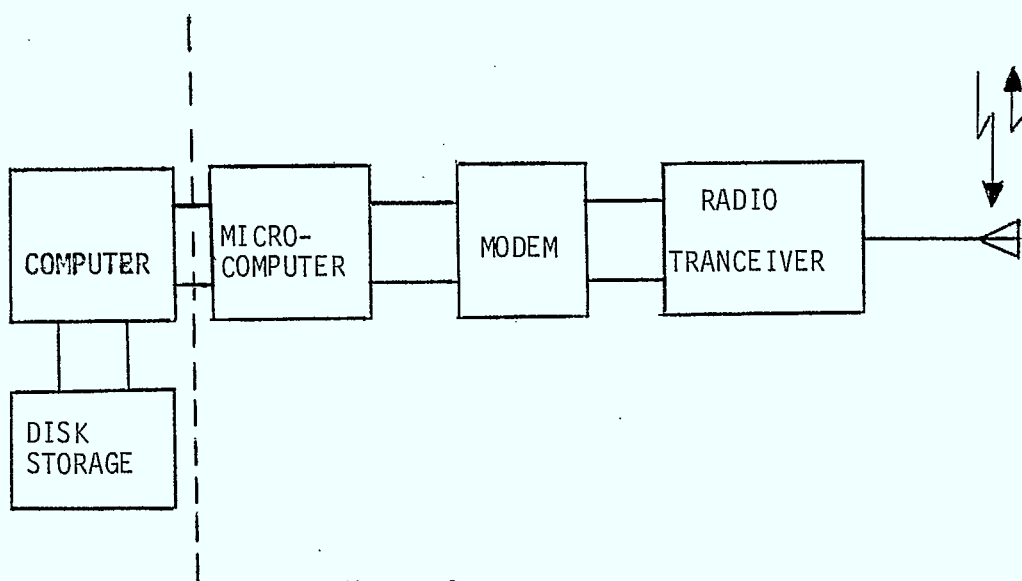 COMPUTER
MICRO-
COMPUTER
MODEM
RADIO
TRANCEIVER
DISK
STORAGE